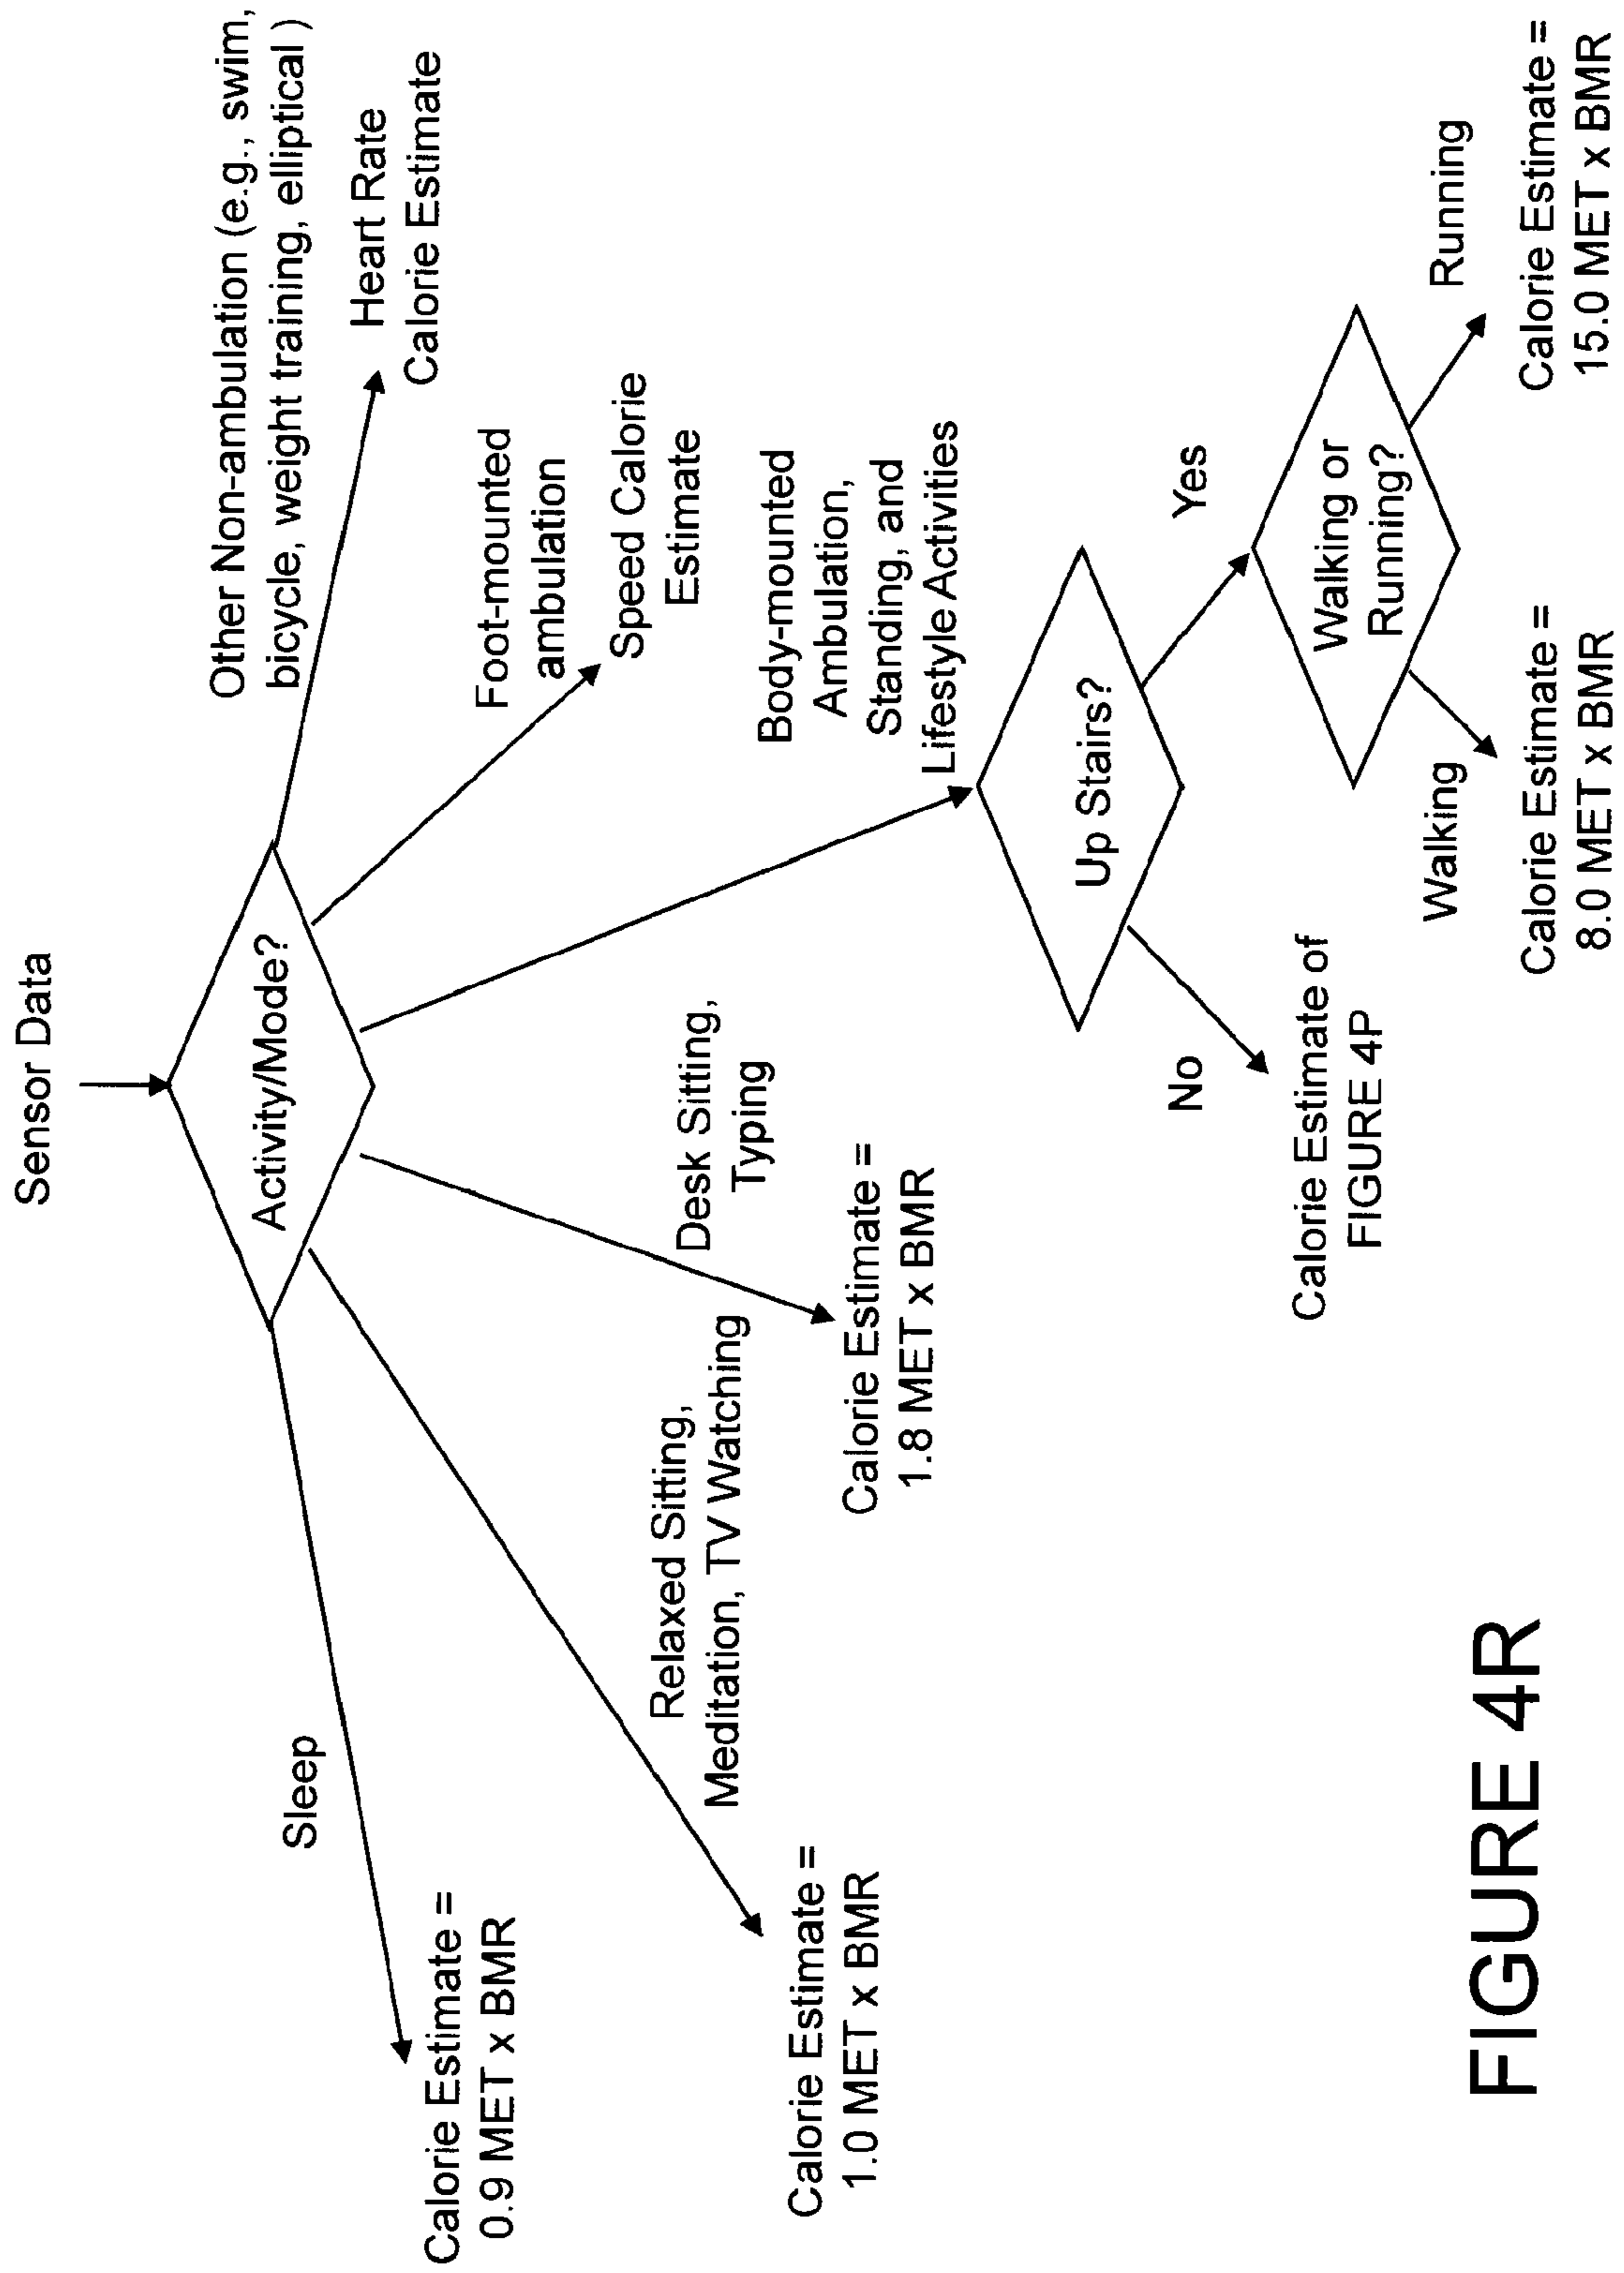 Sensor Data
Activity/Mode?
Sleep
Calorie Estimate =
0.9 MET x BMR
Relaxed Sitting,
Meditation, TV Watching
Calorie Estimate =
1.0 MET x BMR
Desk Sitting,
Typing
Calorie Estimate =
1.8 MET x BMR
Body-mounted
Ambulation,
Standing, and
Lifestyle Activities
Foot-mounted
ambulation
Speed Calorie
Estimate
Other Non-ambulation (e.g., swim,
bicycle, weight training, elliptical )
Heart Rate
Calorie Estimate
Up Stairs?
No
Calorie Estimate of
FIGURE 4P
Yes
Walking or
Running?
Walking
Calorie Estimate =
8.0 MET x BMR
Running
Calorie Estimate =
15.0 MET x BMR
FIGURE 4R